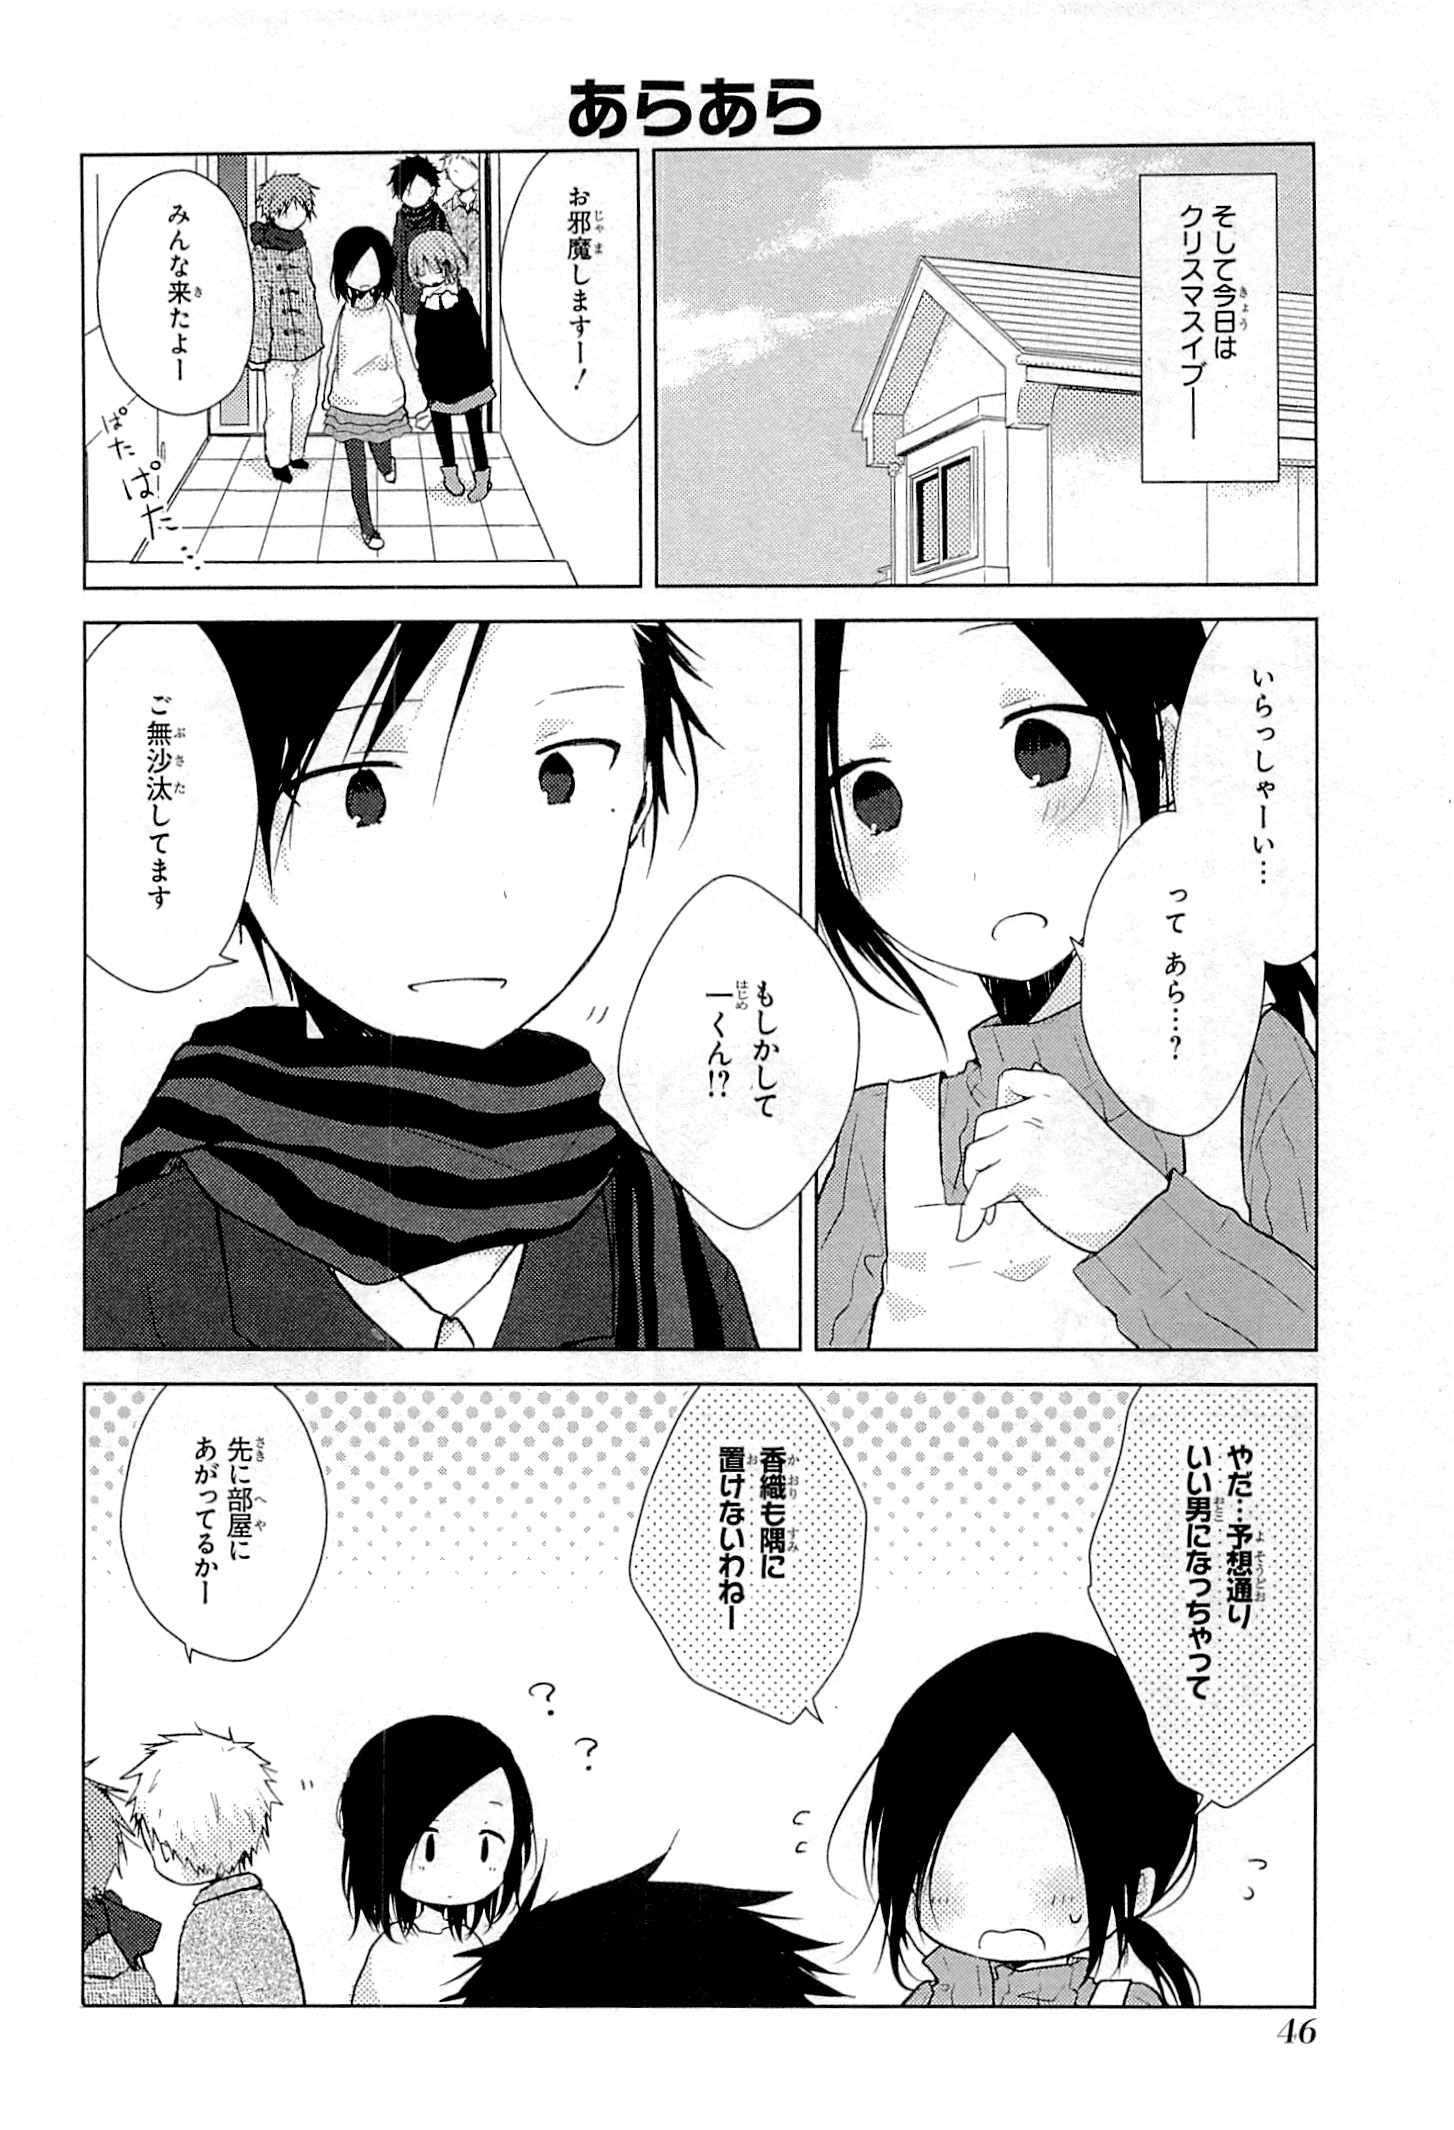 あらあら
そして今日は
クリスマスイブ――
お邪魔しますー！
みんな来たよー
ぱたぱた…
いらっしゃーい…
って あら…？
もしかして
一くん!?
ご無沙汰してます
やだ…予想通り
いい男になっちゃって
香織も隅に
置けないわねー
？
？
先に部屋に
あがってるかー
46